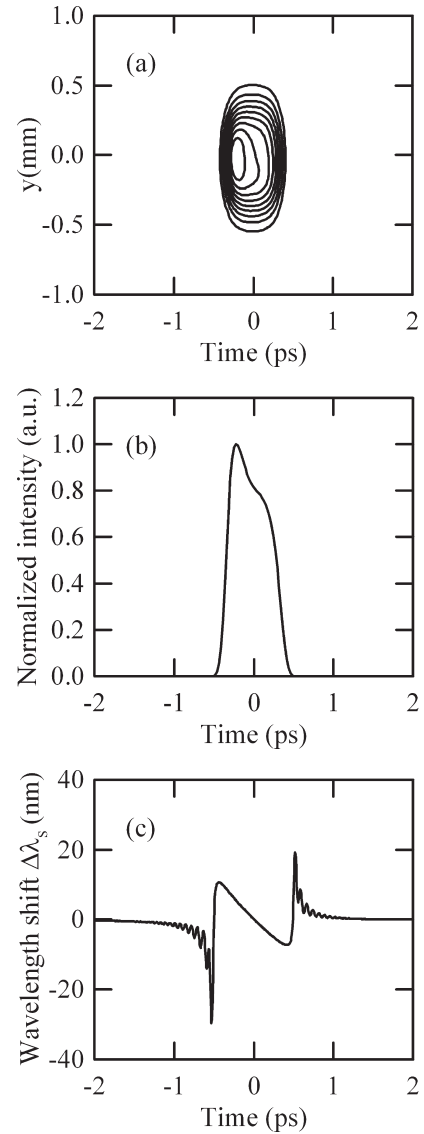 1.0
(a)
0.5
y(mm)
0.0
-0.5
-1.0
-2 -1 0 1 2
Time (ps)
1.2
(b)
1.0
0.8
Normalized intensity (a.u.)
0.6
0.4
0.2
0.0
-2 -1 0 1 2
Time (ps)
40
(c)
20
Wavelength shift Δλs (nm)
0
-20
-40
-2 -1 0 1 2
Time (ps)